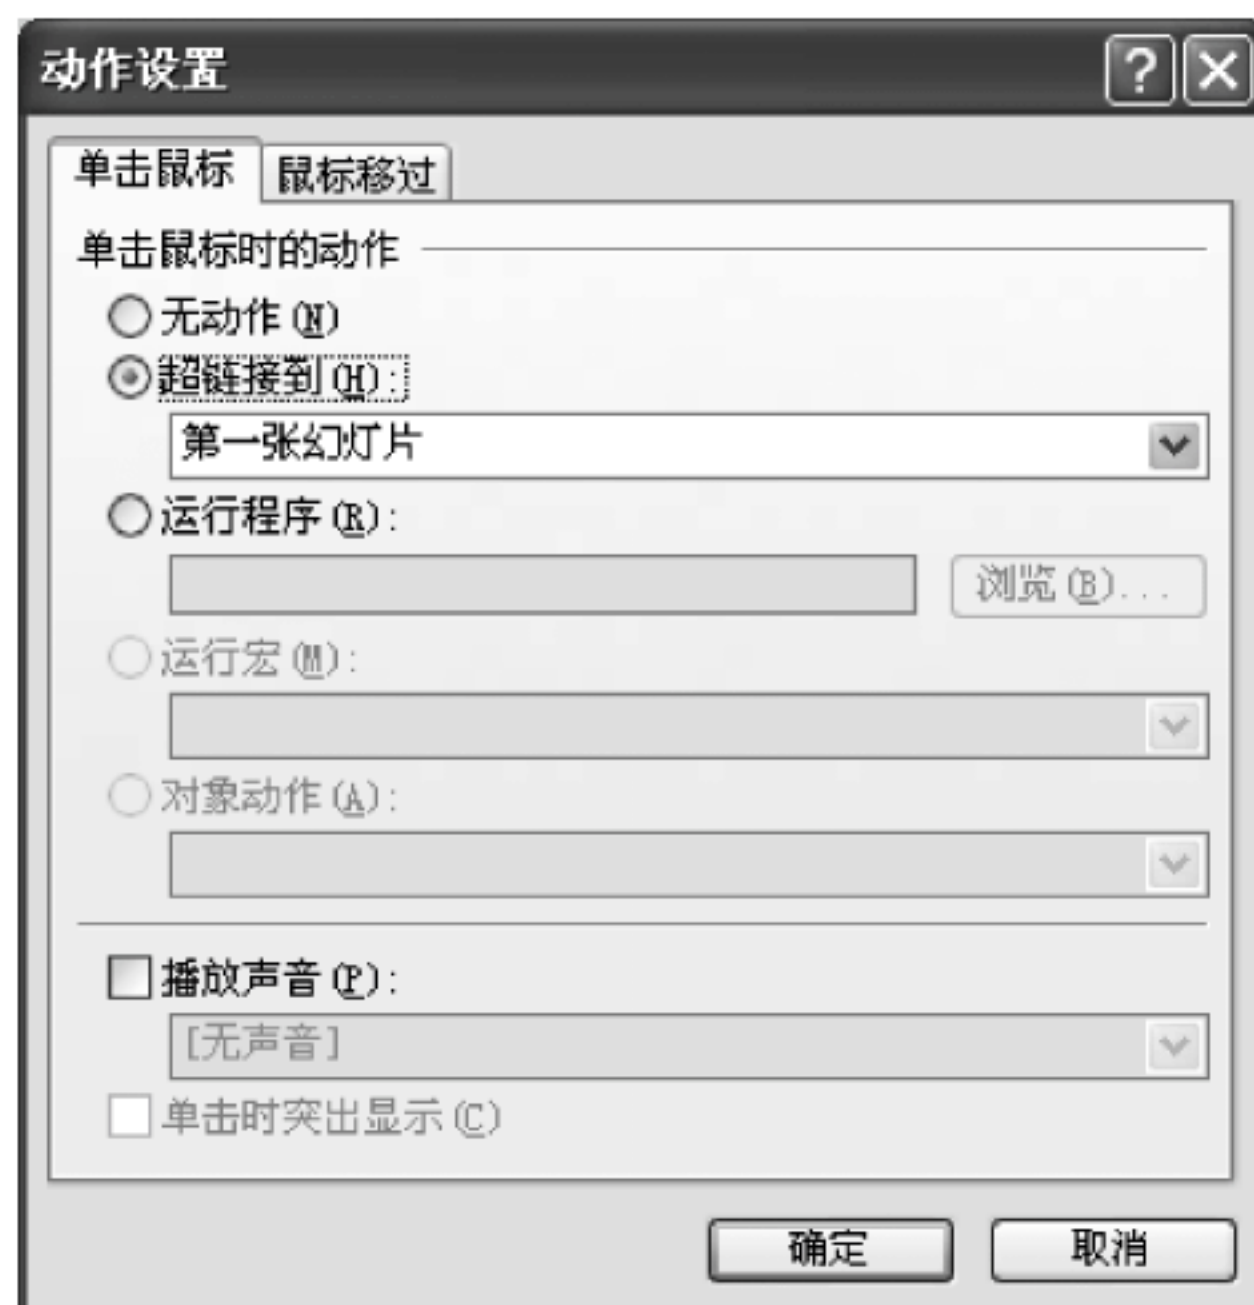 动作设置
单击鼠标 鼠标移过
单击鼠标时的动作
无动作(N)
超链接到(H):
第一张幻灯片
运行程序(R):
浏览(B)...
运行宏(M):
对象动作(A):
播放声音(P):
[无声音]
单击时突出显示(C)
确定 取消